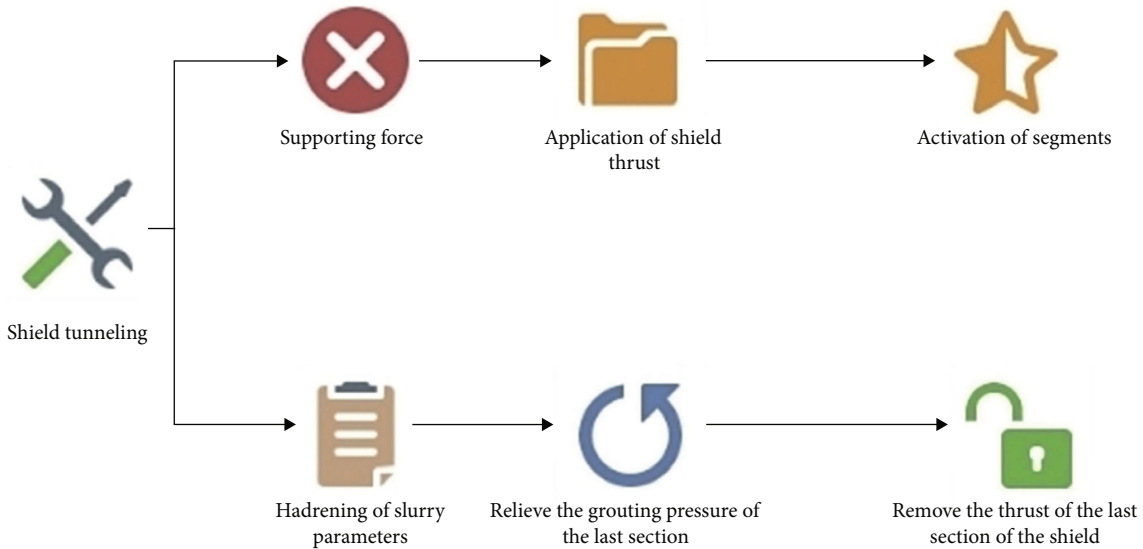 Supporting force
Application of shield
thrust
Activation of segments
Shield tunneling
Hadrening of slurry
parameters
Relieve the grouting pressure of
the last section
Remove the thrust of the last
section of the shield